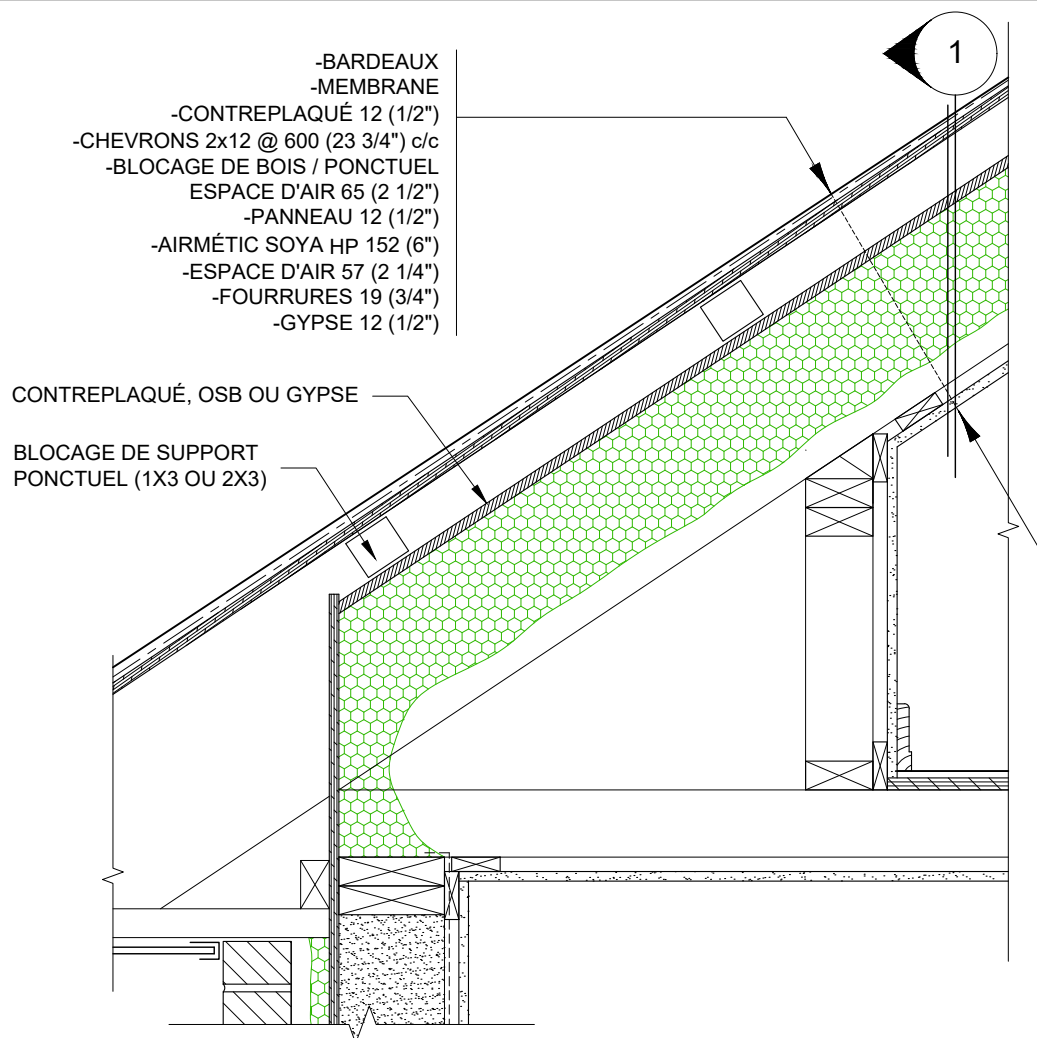 -BARDEAUX
-MEMBRANE
-CONTREPLAQUÉ 12 (1/2")
-CHEVRONS 2x12 @ 600 (23 3/4") c/c
-BLOCAGE DE BOIS / PONCTUEL
ESPACE D'AIR 65 (2 1/2")
-PANNEAU 12 (1/2")
-AIRMÉTIC SOYA HP 152 (6")
-ESPACE D'AIR 57 (2 1/4")
-FOURRURES 19 (3/4")
-GYPSE 12 (1/2")
1
CONTREPLAQUÉ, OSB OU GYPSE
BLOCAGE DE SUPPORT
PONCTUEL (1X3 OU 2X3)